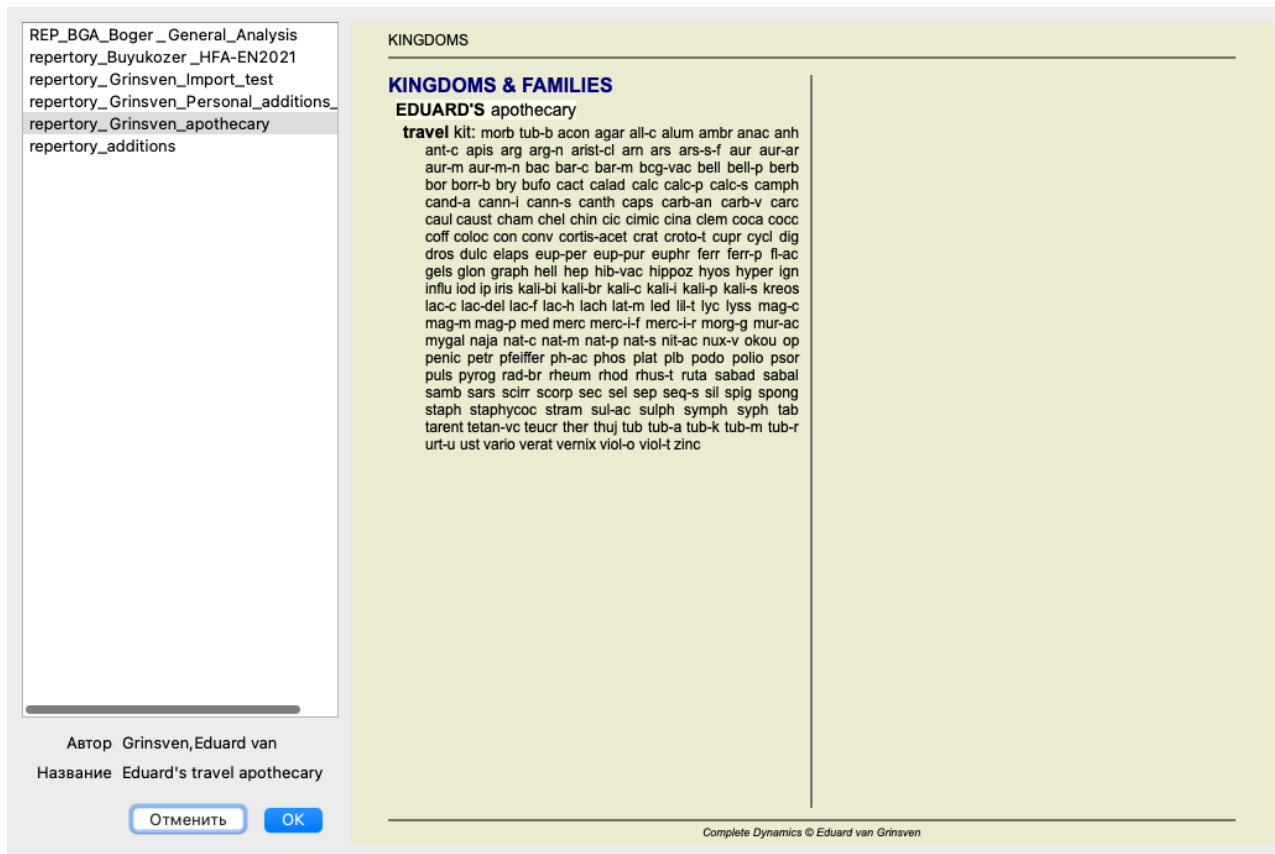 REP_BGA_Boger _ General_Analysis
repertory_Buyukozer _HFA-EN2021
repertory_Grinsven_Import_test
repertory_Grinsven_Personal_additions_
repertory_Grinsven_apothecary
repertory_additions
Автор Grinsven,Eduard van
Название Eduard's travel apothecary
Отменить
OK
KINGDOMS
KINGDOMS & FAMILIES
EDUARD'S apothecary
travel kit: morb tub-b acon agar all-c alum ambr anac anh
ant-c apis arg arg-n arist-cl arn ars ars-s-f aur aur-ar
aur-m aur-m-n bac bar-c bar-m bcg-vac bell bell-p berb
bor borr-b bry bufo cact calad calc calc-p calc-s camph
cand-a cann-i cann-s canth caps carb-an carb-v carc
caul caust cham chel chin cic cimic cina clem coca cocc
coff coloc con conv cortis-acet crat croto-t cupr cycl dig
dros dulc elaps eup-per eup-pur euphr ferr ferr-p fl-ac
gels glon graph hell hep hib-vac hippoz hyos hyper ign
influ iod ip iris kali-bi kali-br kali-c kali-i kali-p kali-s kreos
lac-c lac-del lac-f lac-h lach lat-m led lil-t lyc lyss mag-c
mag-m mag-p med merc merc-i-f merc-i-r morg-g mur-ac
mygal naja nat-c nat-m nat-p nat-s nit-ac nux-v okou op
penic petr pfeiffer ph-ac phos plat plb podo polio psor
puls pyrog rad-br rheum rhod rhus-t ruta sabad sabal
samb sars scirr scorp sec sel sep seq-s sil spig spong
staph staphycoc stram sul-ac sulph symph syph tab
tarent tetan-vc teucr ther thuj tub tub-a tub-k tub-m tub-r
urt-u ust vario verat vernix viol-o viol-t zinc
Complete Dynamics © Eduard van Grinsven